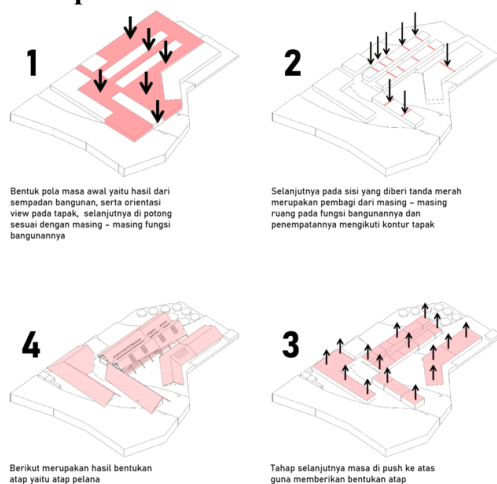 1
Bentuk pola masa awal yaitu hasil dari
sempadan bangunan, serta orientasi
view pada tapak, selanjutnya di potong
sesuai dengan masing - masing fungsi
bangunannya
2
Selanjutnya pada sisi yang diberi tanda merah
merupakan pembagi dari masing - masing
ruang pada fungsi bangunannya dan
penempatannya mengikuti kontur tapak
4
Berikut merupakan hasil bentukan
atap yaitu atap pelana
3
Tahap selanjutnya masa di push ke atas
guna memberikan bentukan atap